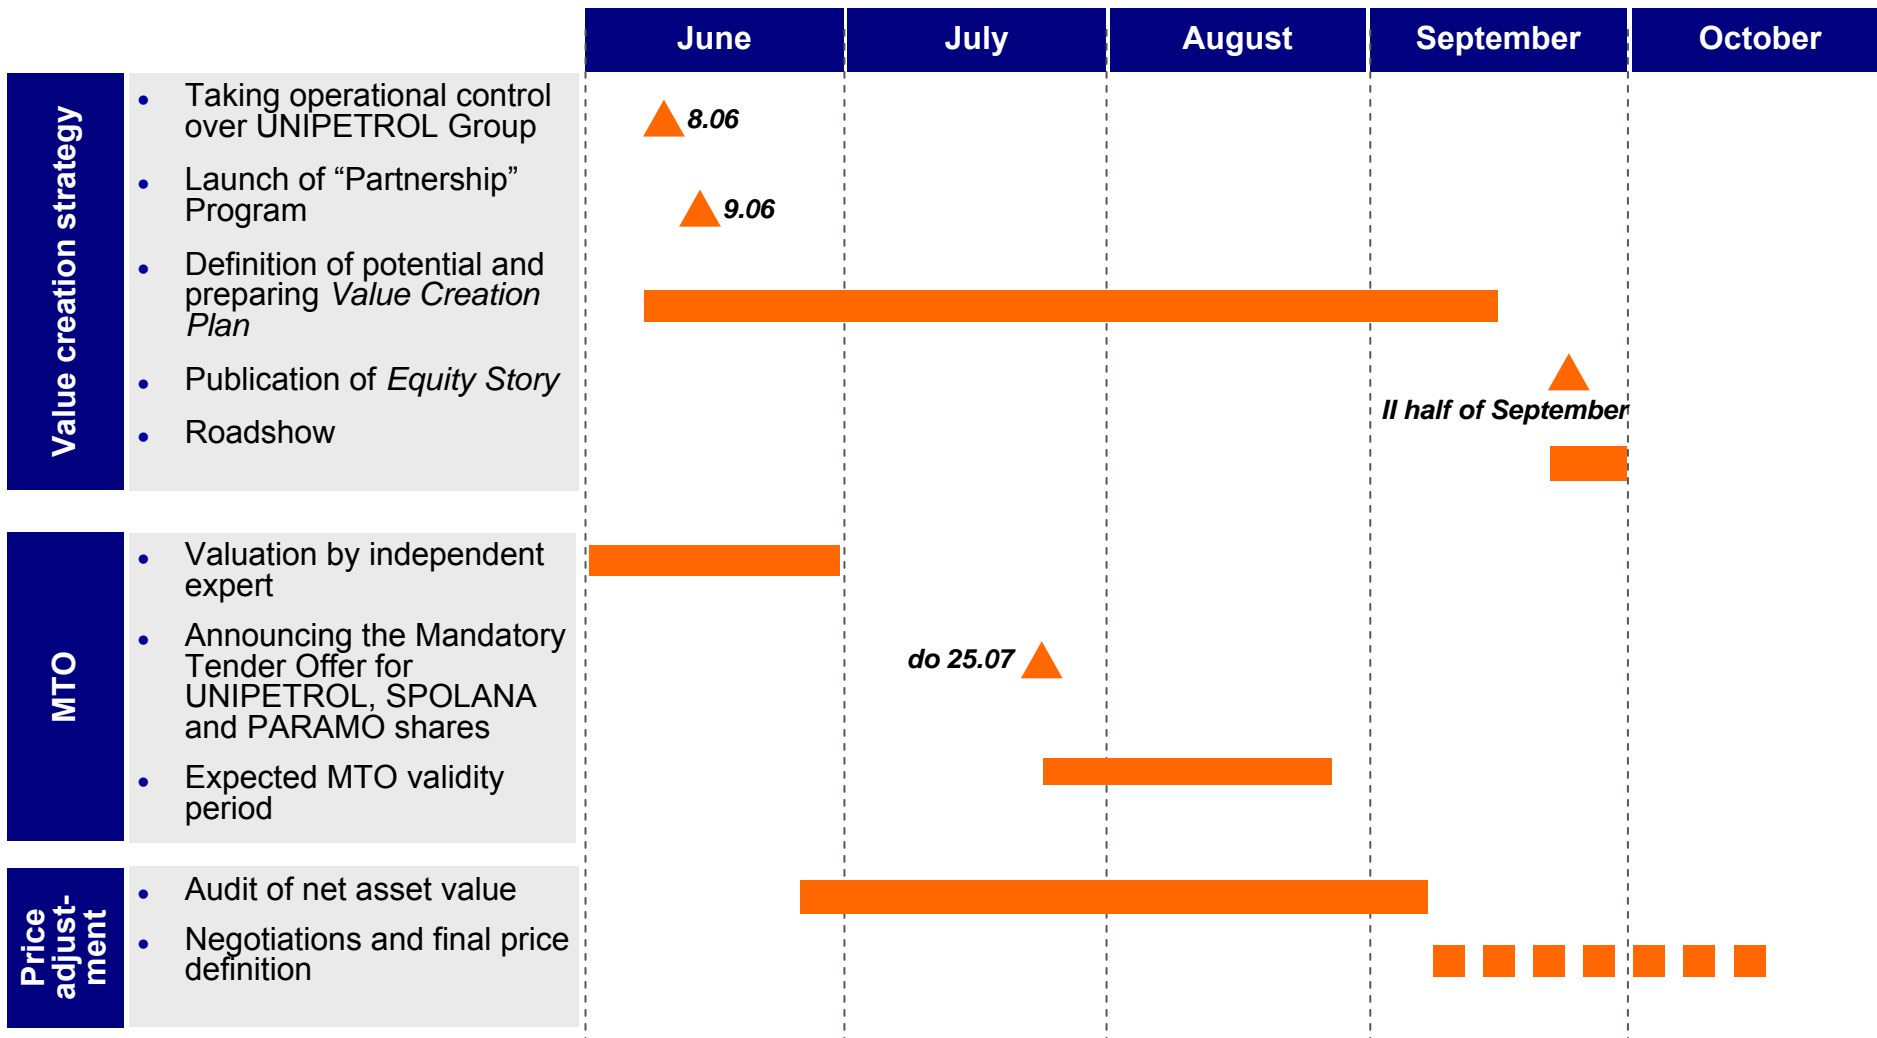 June July August September October
Value creation strategy
• Taking operational control
over UNIPETROL Group
8.06
• Launch of “Partnership”
Program
9.06
• Definition of potential and
preparing Value Creation
Plan
• Publication of Equity Story
II half of September
• Roadshow
MTO
• Valuation by independent
expert
• Announcing the Mandatory
Tender Offer for
UNIPETROL, SPOLANA
and PARAMO shares
do 25.07
• Expected MTO validity
period
Price
adjust-
ment
• Audit of net asset value
• Negotiations and final price
definition